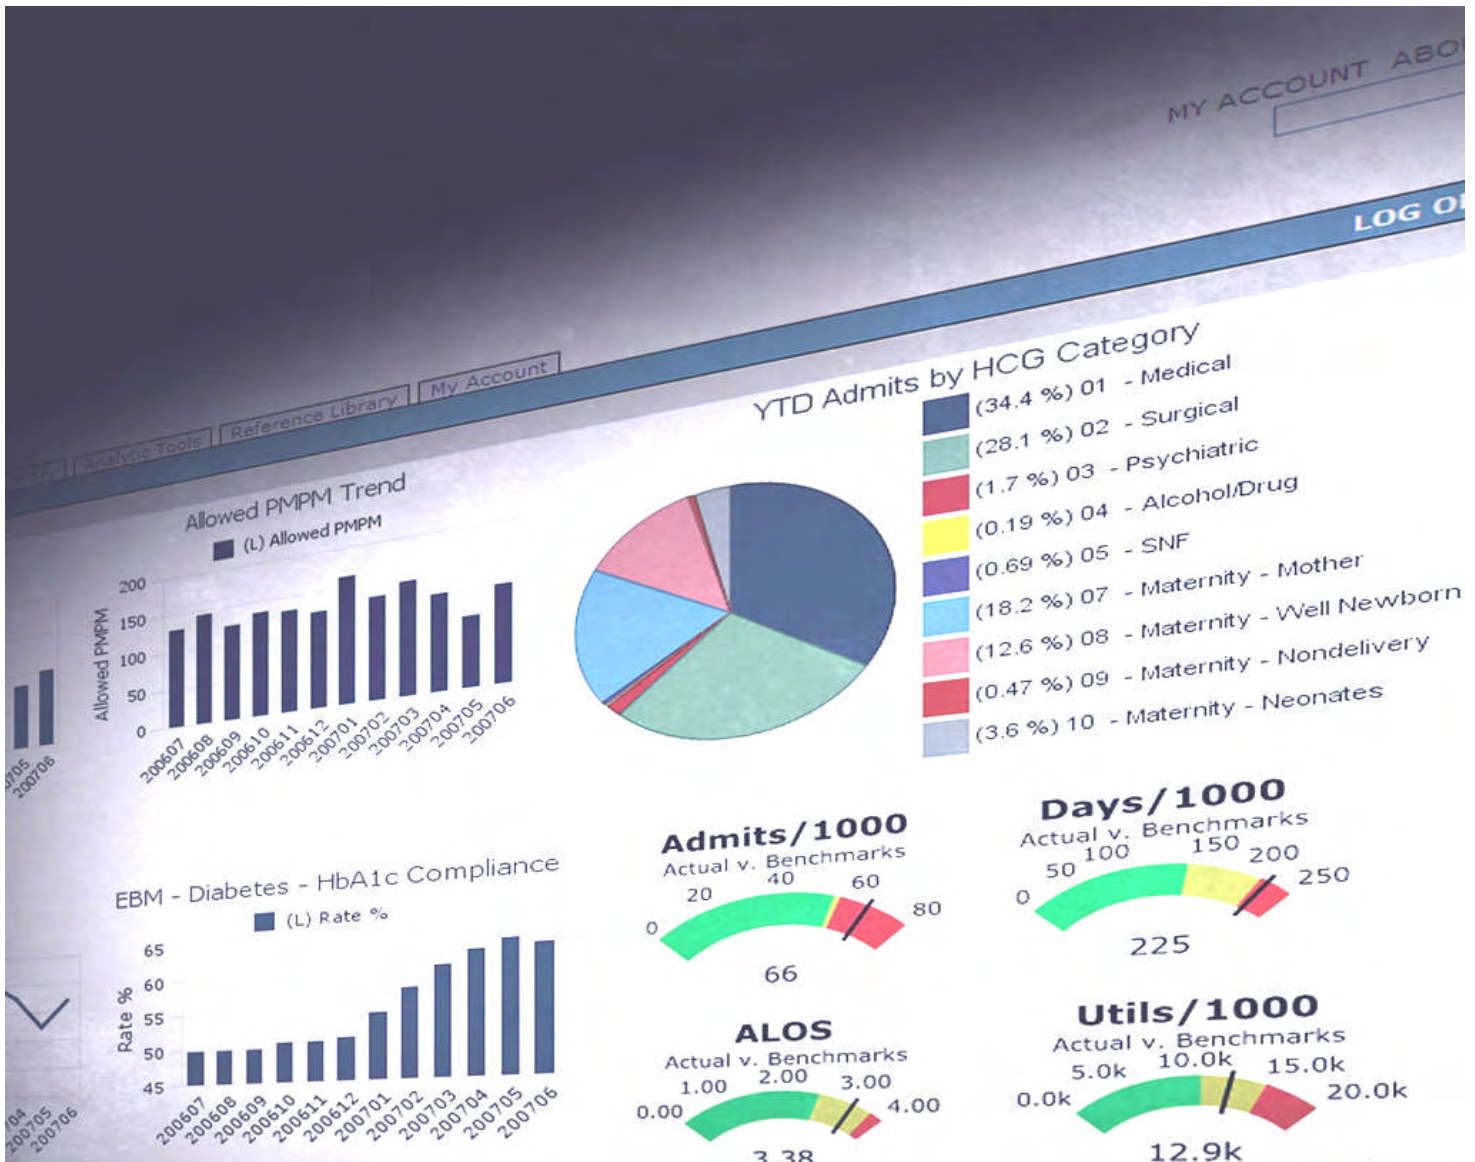 MY ACCOUNT
LOG
My Account
Reference Library
Analytic Tools
Allowed PMPM Trend
(L) Allowed PMPM
Allowed PMPM
200
150
100
50
0
200607
200608
200609
200610
200611
200612
200701
200702
200703
200704
200705
200706
200706
YTD Admits by HCG Category
(34.4 %) 01 - Medical
(28.1 %) 02 - Surgical
(1.7 %) 03 - Psychiatric
(0.19 %) 04 - Alcohol/Drug
(0.69 %) 05 - SNF
(18.2 %) 07 - Maternity - Mother
(12.6 %) 08 - Maternity - Well Newborn
(0.47 %) 09 - Maternity - Nondelivery
(3.6 %) 10 - Maternity - Neonates
EBM - Diabetes - HbA1c Compliance
(L) Rate %
Rate %
65
60
55
50
45
200607
200608
200609
200610
200611
200612
200701
200702
200703
200704
200705
200706
200705
200706
Admits/1000
Actual v. Benchmarks
0 20 40 60 80
66
Days/1000
Actual v. Benchmarks
0 50 100 150 200 250
225
ALOS
Actual v. Benchmarks
0.00 1.00 2.00 3.00 4.00
3.38
Utils/1000
Actual v. Benchmarks
0.0k 5.0k 10.0k 15.0k 20.0k
12.9k